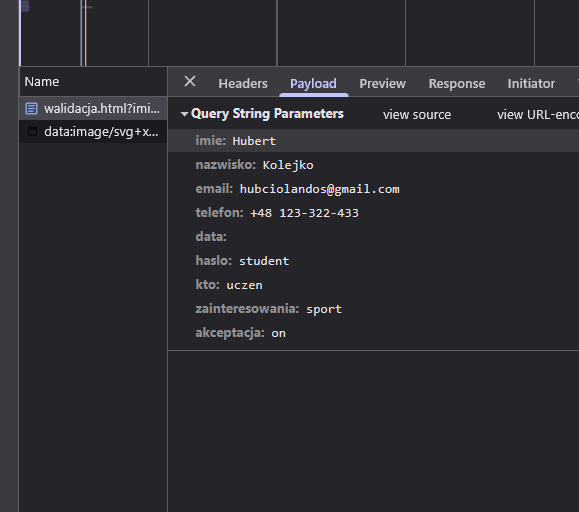 Name
Headers Payload Preview Response Initiator
walidacja.html?imi...
data:image/svg+x...
Query String Parameters view source view URL-enc
imie: Hubert
nazwisko: Kolejko
email: hubciolandos@gmail.com
telefon: +48 123-322-433
data:
haslo: student
kto: uczen
zainteresowania: sport
akceptacja: on